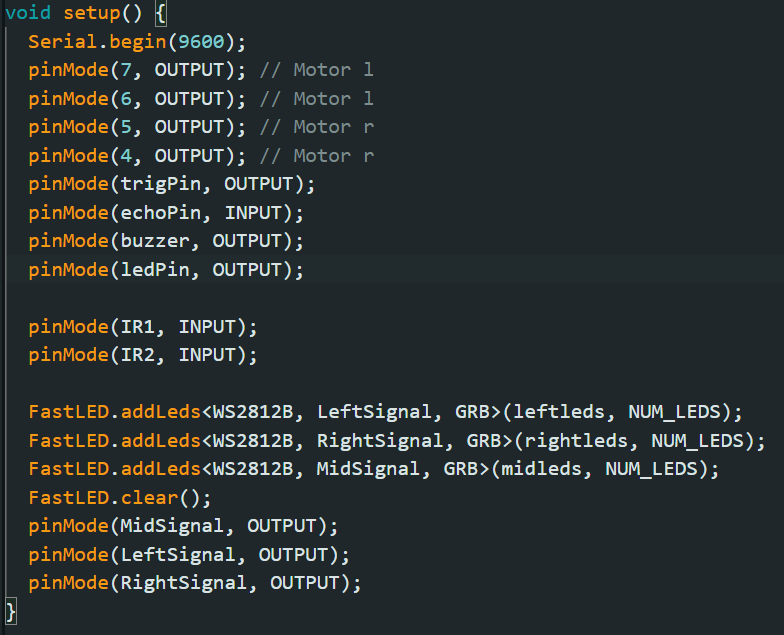 void setup() {
Serial.begin(9600);
pinMode(7, OUTPUT); // Motor l
pinMode(6, OUTPUT); // Motor l
pinMode(5, OUTPUT); // Motor r
pinMode(4, OUTPUT); // Motor r
pinMode(trigPin, OUTPUT);
pinMode(echoPin, INPUT);
pinMode(buzzer, OUTPUT);
pinMode(ledPin, OUTPUT);
pinMode(IR1, INPUT);
pinMode(IR2, INPUT);
FastLED.addLeds<WS2812B, LeftSignal, GRB>(leftleds, NUM_LEDS);
FastLED.addLeds<WS2812B, RightSignal, GRB>(rightleds, NUM_LEDS);
FastLED.addLeds<WS2812B, MidSignal, GRB>(midleds, NUM_LEDS);
FastLED.clear();
pinMode(MidSignal, OUTPUT);
pinMode(LeftSignal, OUTPUT);
pinMode(RightSignal, OUTPUT);
}